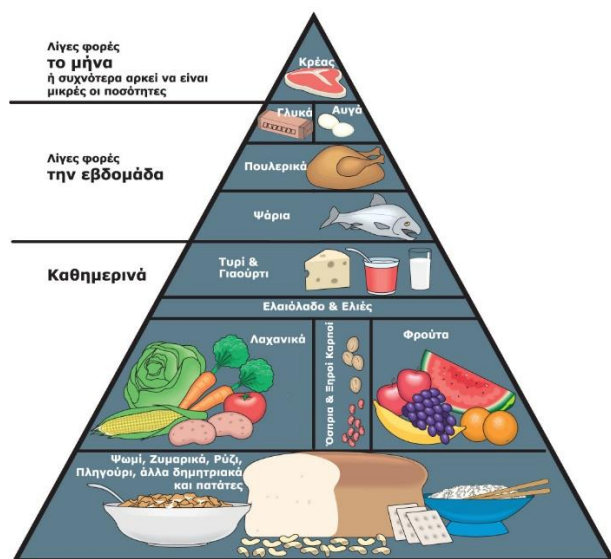 Λίγες φορές
το μήνα
ή συχνότερα αρκεί να είναι
μικρές οι ποσότητες
Κρέας
Γλυκά
Αυγά
Λίγες φορές
την εβδομάδα
Πουλερικά
Ψάρια
Καθημερινά
Τυρί &
Γιαούρτι
Ελαιόλαδο & Ελιές
Λαχανικά
Όσπρια & Ξηροί Καρποί
Φρούτα
Ψωμί, Ζυμαρικά, Ρύζι,
Πληγούρι, άλλα δημητριακά
και πατάτες